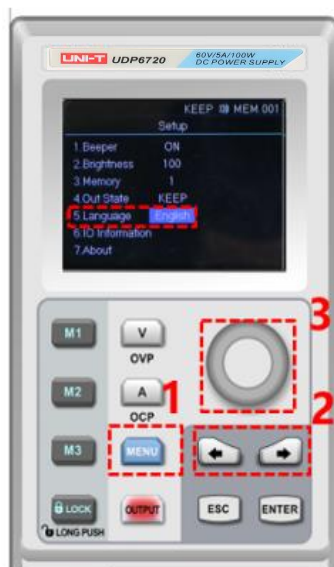 UNI-T UDP6720 60V/5A/100W
DC POWER SUPPLY
KEEP MEM 001
Setup
1.Beeper ON
2.Brightness 100
3.Memory 1
4.Out State KEEP
5.Language English
6.IO Information
7.About
3
M1 V
OVP
M2 A 1
OCP
2
M3 MENU
LOCK OUTPUT ESC ENTER
LONG PUSH